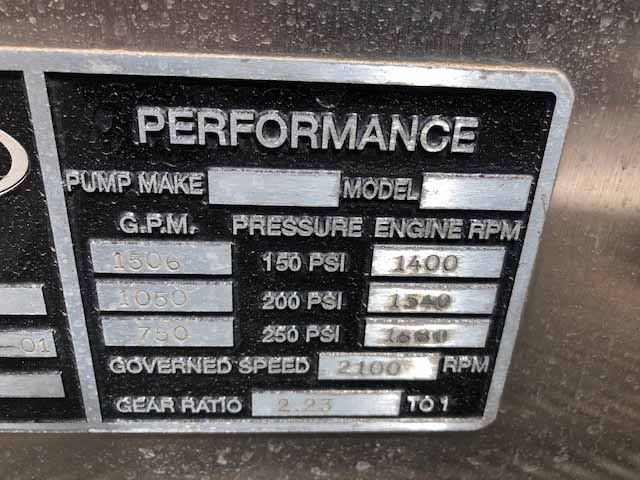 PERFORMANCE
PUMP MAKE MODEL
G.P.M. PRESSURE ENGINE RPM
1506 150 PSI 1400
1050 200 PSI 1540
750 250 PSI
GOVERNED SPEED 2100 RPM
GEAR RATIO 2.23 TO 1
-01